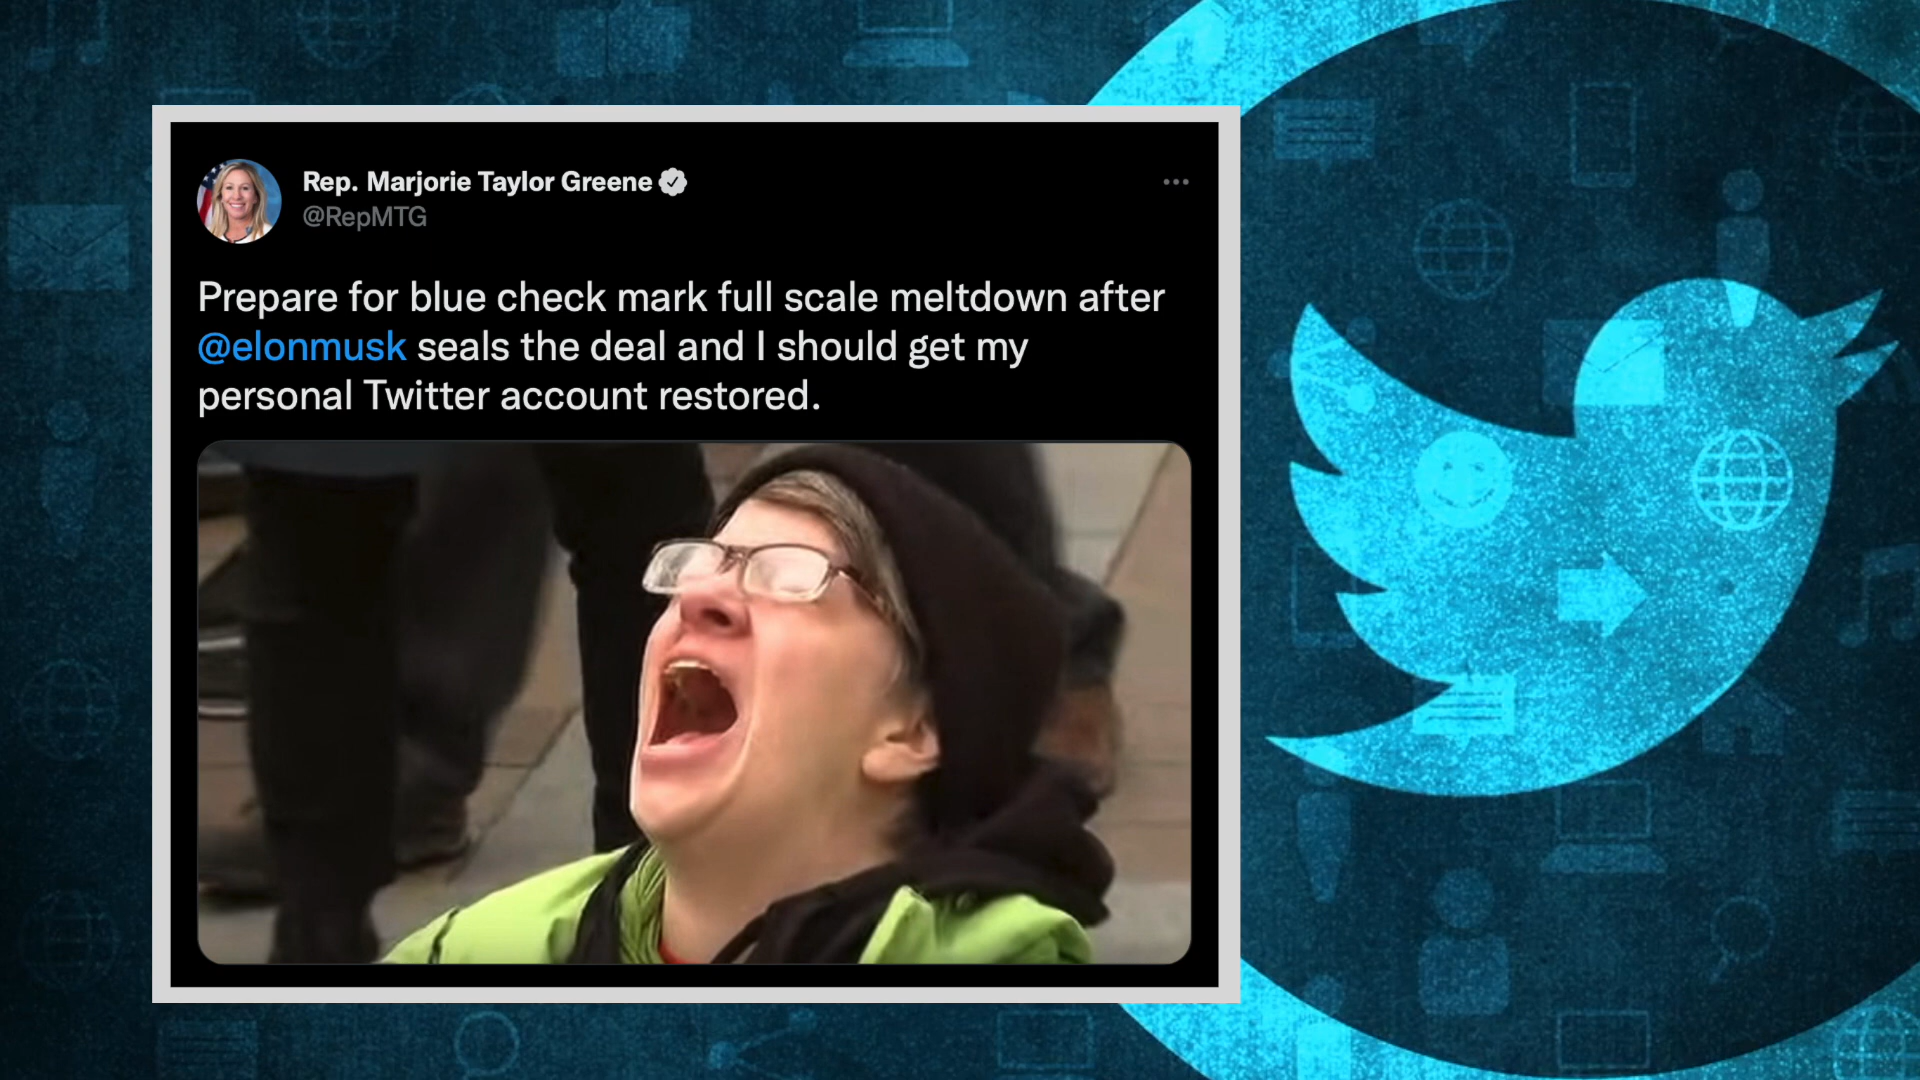 Rep. Marjorie Taylor Greene
@RepMTG
Prepare for blue check mark full scale meltdown after
@elonmusk seals the deal and I should get my
personal Twitter account restored.